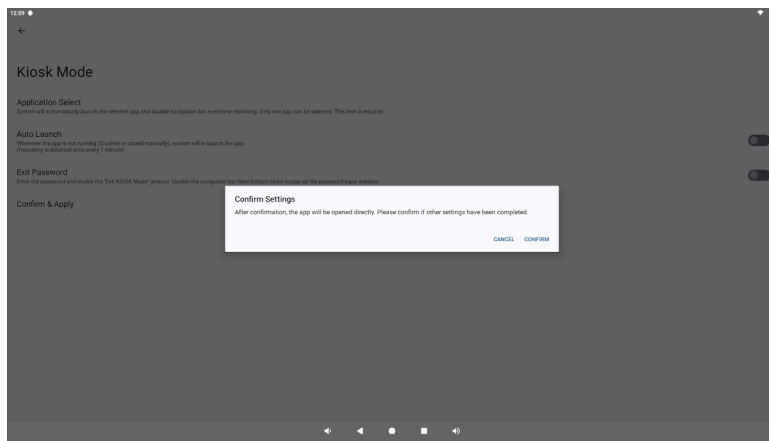 12:09
Kiosk Mode
Application Select
System will automatically launch the selected app and disable navigation bar everytime rebooting. Only one app can be selected. This item is required.
Auto Launch
Whenever the app is not running (Crashes or closed manually), system will re-launch the app.
(frequency is detected once every 1 minute)
Exit Password
Enter the password and enable the "Exit KIOSK Mode" gesture. Upslide the navigation bar from bottom twice to pop up the password input window.
Confirm & Apply
Confirm Settings
After confirmation, the app will be opened directly. Please confirm if other settings have been completed.
CANCEL CONFIRM